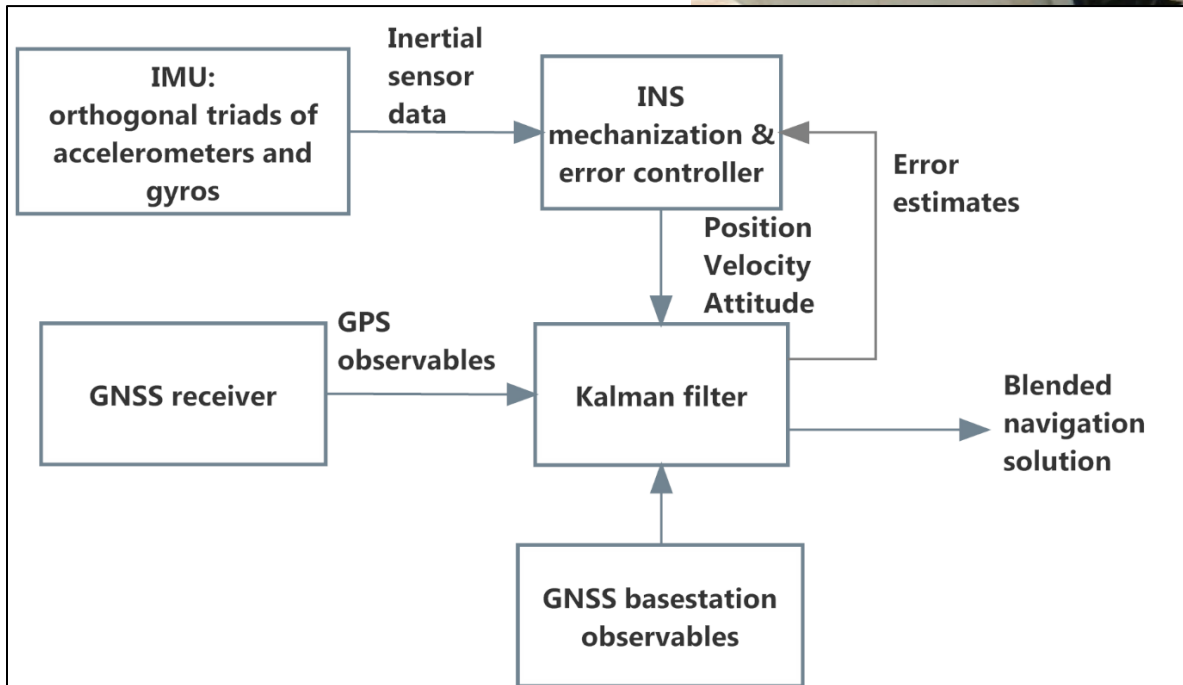 IMU:
orthogonal triads of
accelerometers and
gyros
Inertial
sensor
data
INS
mechanization &
error controller
Error
estimates
Position
Velocity
Attitude
GNSS receiver
GPS
observables
Kalman filter
Blended
navigation
solution
GNSS basestation
observables